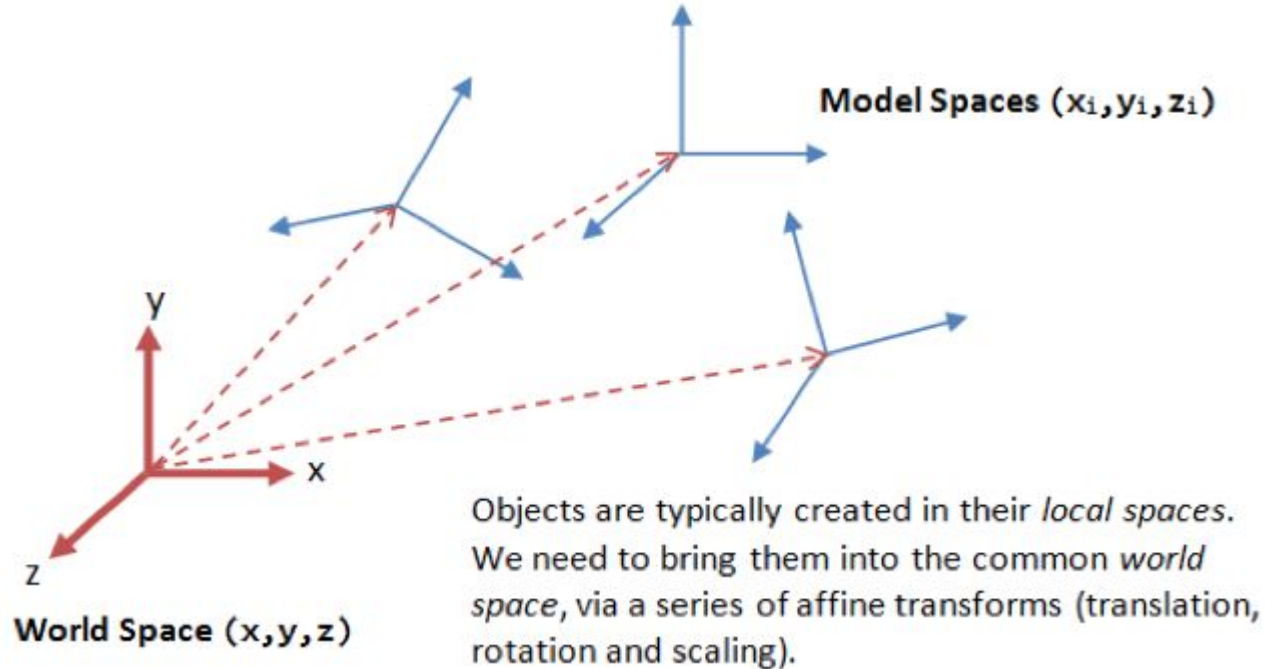 Model Spaces (xᵢ,yᵢ,zᵢ)
y
x
z
World Space (x,y,z)
Objects are typically created in their local spaces.
We need to bring them into the common world
space, via a series of affine transforms (translation,
rotation and scaling).